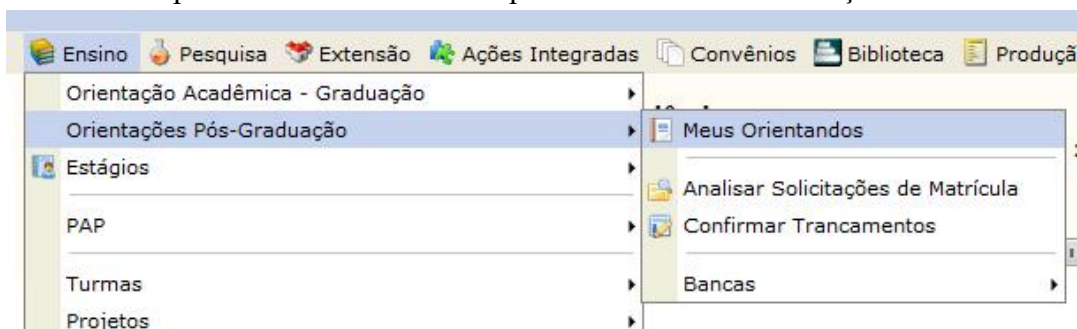 Ensino Pesquisa Extensão Ações Integradas Convênios Biblioteca Produçã
Orientação Acadêmica - Graduação
Orientações Pós-Graduação
Estágios
PAP
Turmas
Projetos
Meus Orientandos
Analisar Solicitações de Matrícula
Confirmar Trancamentos
Bancas